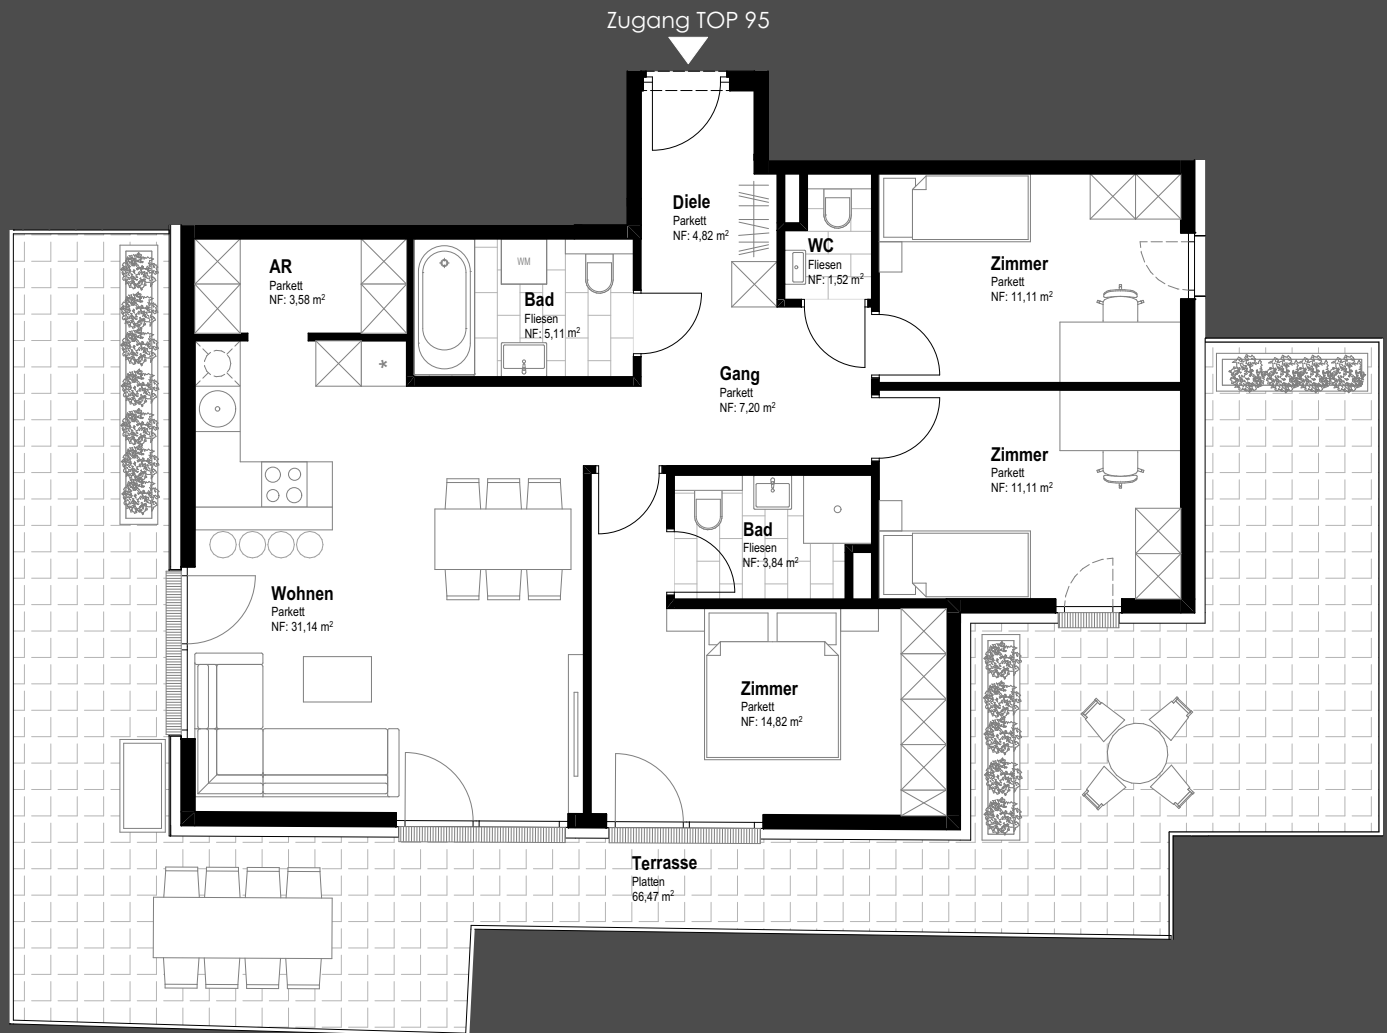 Zugang TOP 95
Diele
Parkett
NF: 4,82 m²
WC
Fliesen
NF: 1,52 m²
Zimmer
Parkett
NF: 11,11 m²
AR
Parkett
NF: 3,58 m²
WM
Bad
Fliesen
NF: 5,11 m²
*
Gang
Parkett
NF: 7,20 m²
Zimmer
Parkett
NF: 11,11 m²
Bad
Fliesen
NF: 3,84 m²
Wohnen
Parkett
NF: 31,14 m²
Zimmer
Parkett
NF: 14,82 m²
Terrasse
Platten
66,47 m²